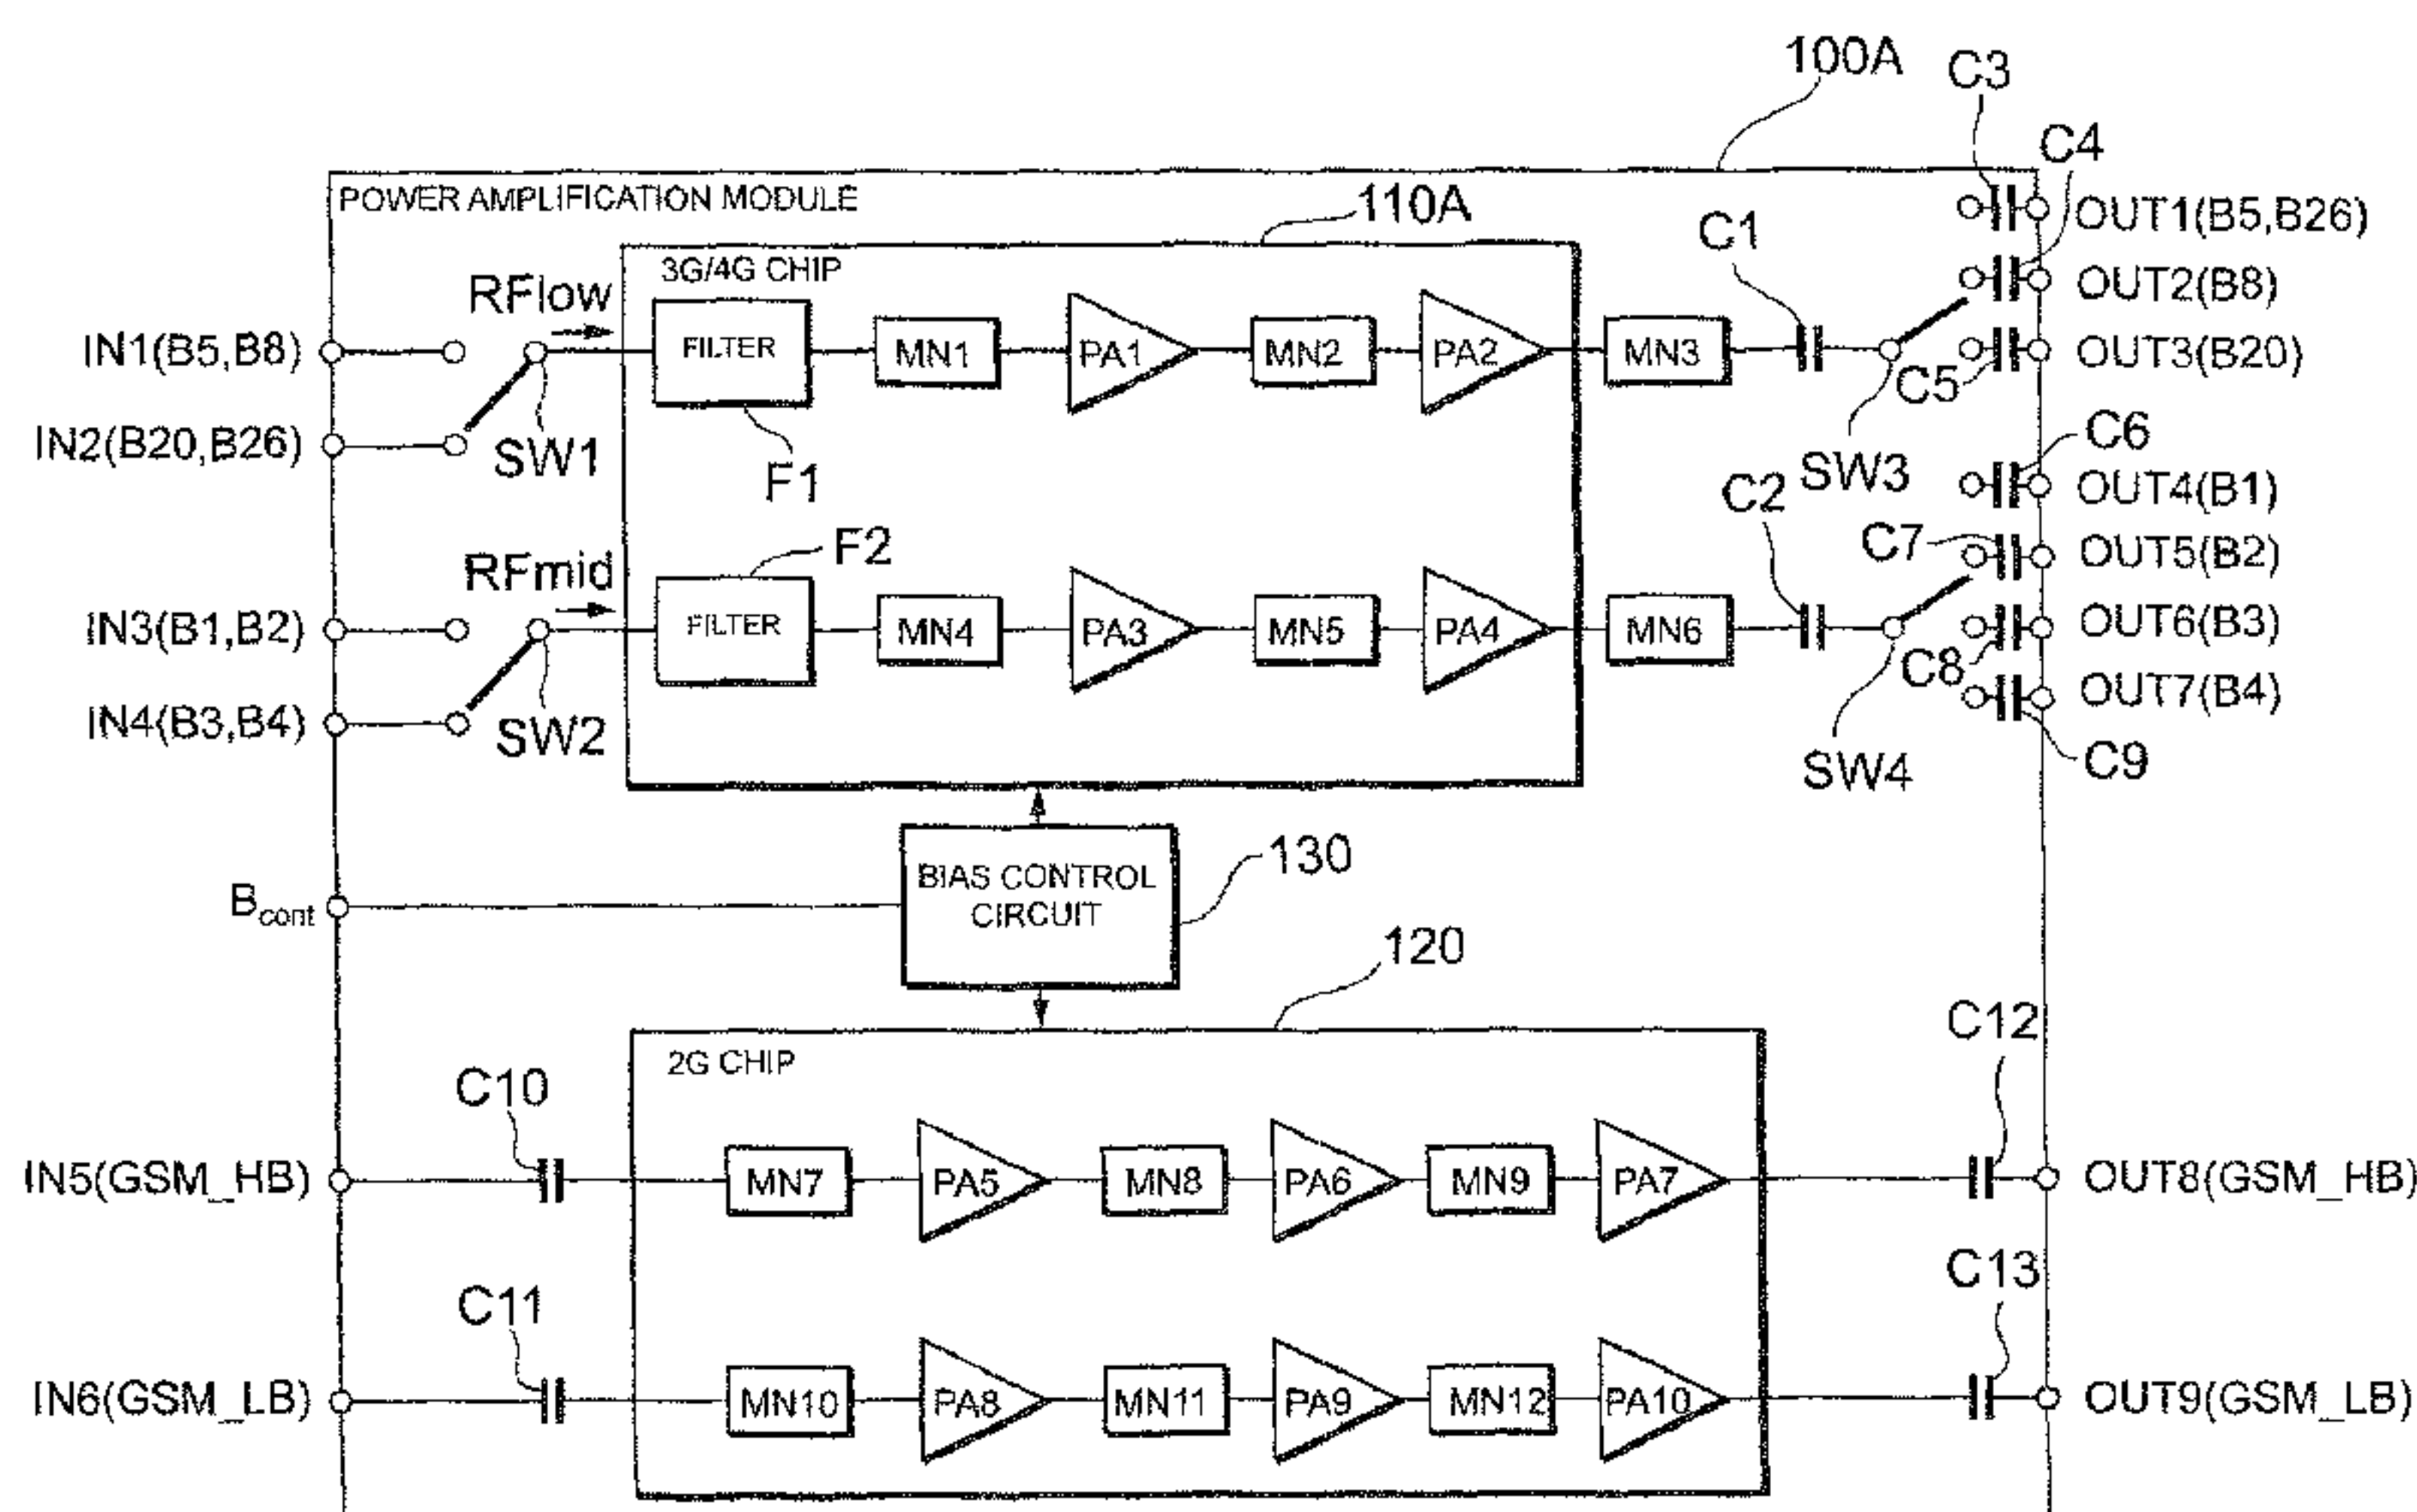 100A
C3
C4
POWER AMPLIFICATION MODULE
110A
C1
OUT1(B5,B26)
3G/4G CHIP
RFlow
OUT2(B8)
IN1(B5,B8)
FILTER
MN1
PA1
MN2
PA2
MN3
OUT3(B20)
C5
IN2(B20,B26)
SW1
F1
SW3
C6
C2
OUT4(B1)
RFmid
F2
C7
OUT5(B2)
IN3(B1,B2)
FILTER
MN4
PA3
MN5
PA4
MN6
OUT6(B3)
C8
IN4(B3,B4)
SW2
OUT7(B4)
SW4
C9
BIAS CONTROL
CIRCUIT
130
Bcont
120
C12
2G CHIP
C10
IN5(GSM_HB)
MN7
PA5
MN8
PA6
MN9
PA7
OUT8(GSM_HB)
C13
C11
IN6(GSM_LB)
MN10
PA8
MN11
PA9
MN12
PA10
OUT9(GSM_LB)